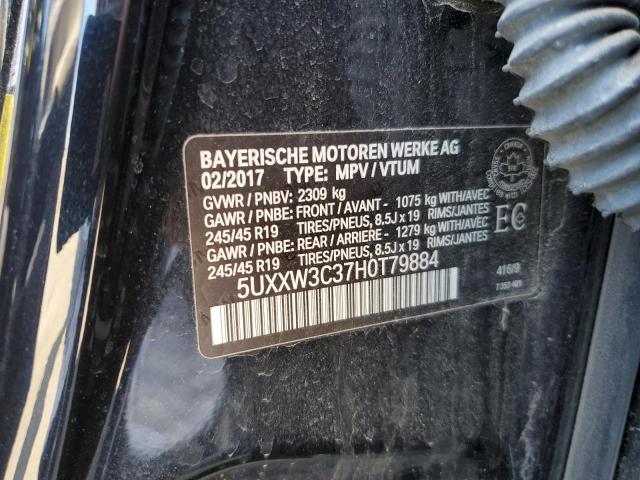 BAYERISCHE MOTOREN WERKE AG
02/2017 TYPE: MPV / VTUM
GVWR / PNBV: 2309 kg
GAWR / PNBE: FRONT / AVANT - 1075 kg WITH/AVEC
245/45 R19 TIRES/PNEUS, 8.5J x 19 RIMS/JANTES
GAWR / PNBE: REAR / ARRIERE - 1279 kg WITH/AVEC
245/45 R19 TIRES/PNEUS, 8.5J x 19 RIMS/JANTES
5UXXW3C37H0T79884
EC
416/9